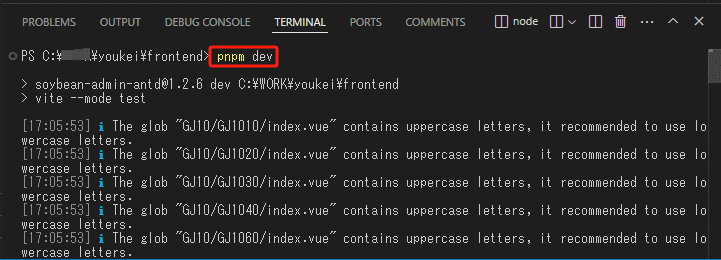 PROBLEMS OUTPUT DEBUG CONSOLE TERMINAL PORTS COMMENTS node
PS C:¥ ¥youkei¥frontend> pnpm dev
> soybean-admin-antd@1.2.6 dev C:¥WORK¥youkei¥frontend
> vite --mode test
[17:05:53] ℹ The glob "GJ10/GJ1010/index.vue" contains uppercase letters, it recommended to use lo
wercase letters.
[17:05:53] ℹ The glob "GJ10/GJ1020/index.vue" contains uppercase letters, it recommended to use lo
wercase letters.
[17:05:53] ℹ The glob "GJ10/GJ1030/index.vue" contains uppercase letters, it recommended to use lo
wercase letters.
[17:05:53] ℹ The glob "GJ10/GJ1040/index.vue" contains uppercase letters, it recommended to use lo
wercase letters.
[17:05:53] ℹ The glob "GJ10/GJ1060/index.vue" contains uppercase letters, it recommended to use lo
wercase letters.